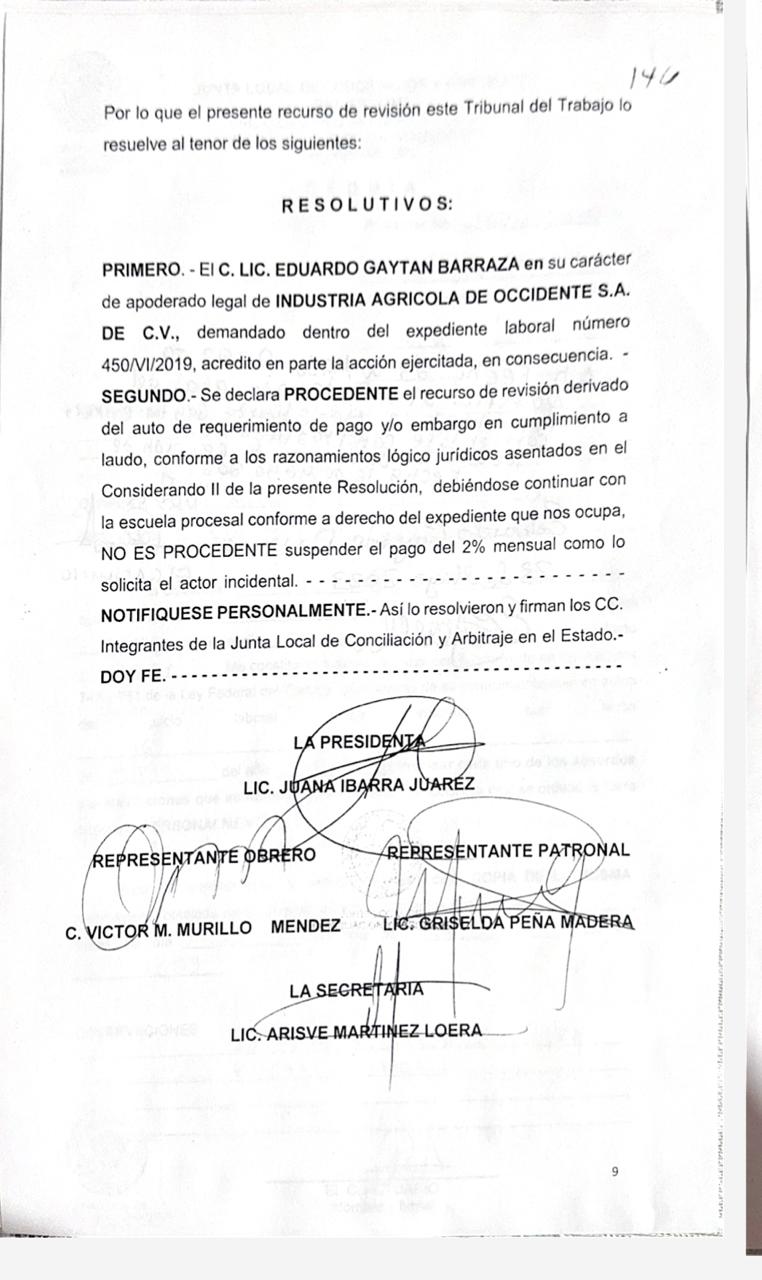 146
Por lo que el presente recurso de revisión este Tribunal del Trabajo lo
resuelve al tenor de los siguientes:
RESOLUTIVOS:
PRIMERO. - El C. LIC. EDUARDO GAYTAN BARRAZA en su carácter
de apoderado legal de INDUSTRIA AGRICOLA DE OCCIDENTE S.A.
DE C.V., demandado dentro del expediente laboral número
450/VI/2019, acredito en parte la acción ejercitada, en consecuencia. -
SEGUNDO.- Se declara PROCEDENTE el recurso de revisión derivado
del auto de requerimiento de pago y/o embargo en cumplimiento a
laudo, conforme a los razonamientos lógico jurídicos asentados en el
Considerando II de la presente Resolución, debiéndose continuar con
la escuela procesal conforme a derecho del expediente que nos ocupa,
NO ES PROCEDENTE suspender el pago del 2% mensual como lo
solicita el actor incidental. - - - - - - - - - - - - - - - - - - - - - - - - -
NOTIFIQUESE PERSONALMENTE.- Así lo resolvieron y firman los CC.
Integrantes de la Junta Local de Conciliación y Arbitraje en el Estado.-
DOY FE. - - - - - - - - - - - - - - - - - - - - - - - - - - - - - - - - - - - -
LA PRESIDENTA
LIC. JUANA IBARRA JUAREZ
REPRESENTANTE OBRERO REPRESENTANTE PATRONAL
C. VICTOR M. MURILLO MENDEZ LIC. GRISELDA PEÑA MADERA
LA SECRETARIA
LIC. ARISVE MARTINEZ LOERA
9